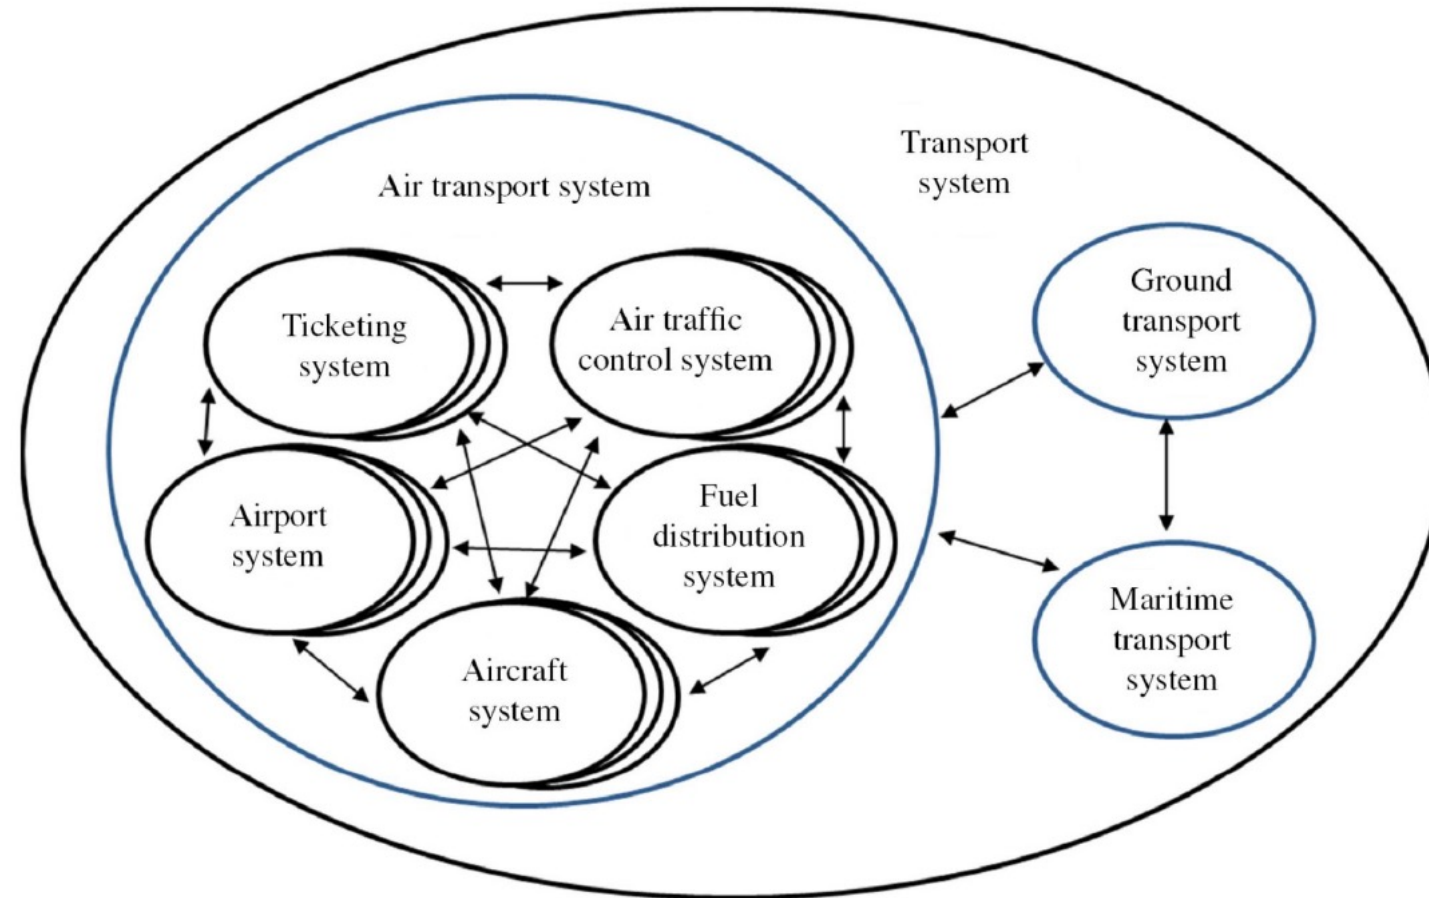 Transport
system
Air transport system
Ticketing
system
Air traffic
control system
Ground
transport
system
Airport
system
Fuel
distribution
system
Aircraft
system
Maritime
transport
system